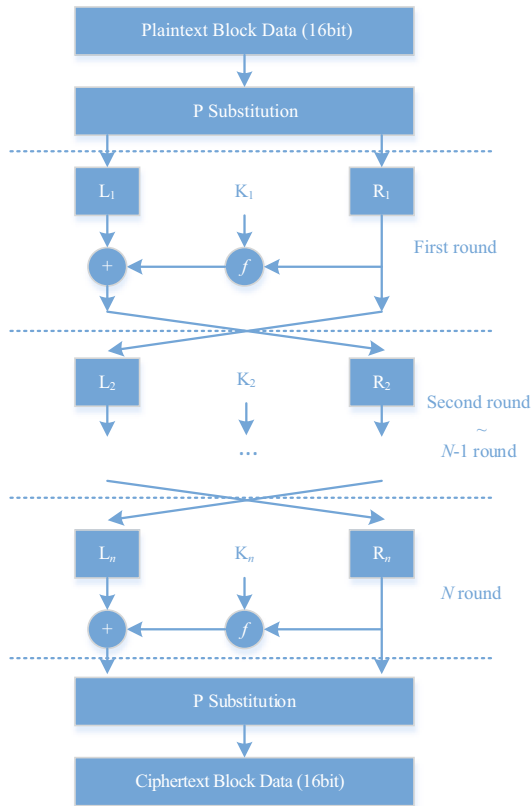 Plaintext Block Data (16bit)
P Substitution
L₁ K₁ R₁
+ f
First round
L₂ K₂ R₂
Second round
~
N-1 round
...
Lₙ Kₙ Rₙ
N round
+ f
P Substitution
Ciphertext Block Data (16bit)